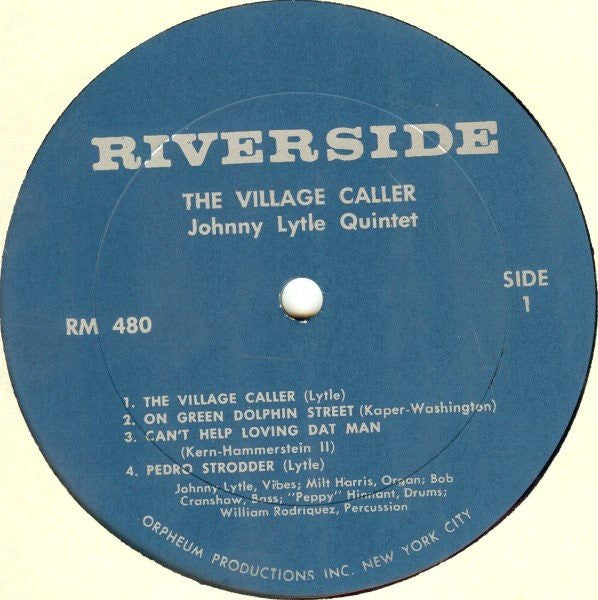 RIVERSIDE
THE VILLAGE CALLER
Johnny Lytle Quintet
SIDE
1
RM 480
1. THE VILLAGE CALLER (Lytle)
2. ON GREEN DOLPHIN STREET (Kaper-Washington)
3. CAN'T HELP LOVING DAT MAN
(Kern-Hammerstein II)
4. PEDRO STRODDER (Lytle)
Johnny Lytle, Vibes; Milt Harris, Organ; Bob
Cranshaw, Bass; "Peppy" Hinnant, Drums;
William Rodriquez, Percussion
ORPHEUM PRODUCTIONS INC. NEW YORK CITY